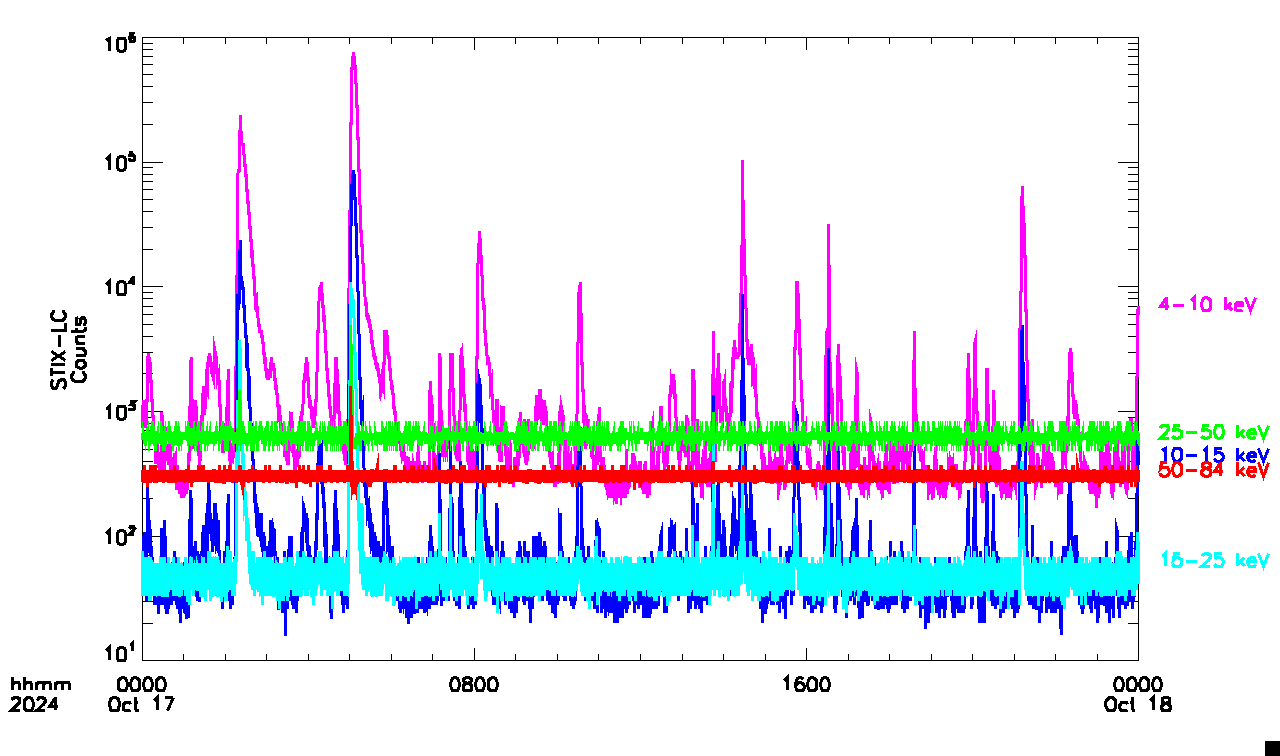 10⁶
10⁵
10⁴
10³
10²
10¹
STIX-LC
Counts
4-10 keV
25-50 keV
10-15 keV
50-84 keV
15-25 keV
hhmm 0000 0800 1600 0000
2024 Oct 17 Oct 18